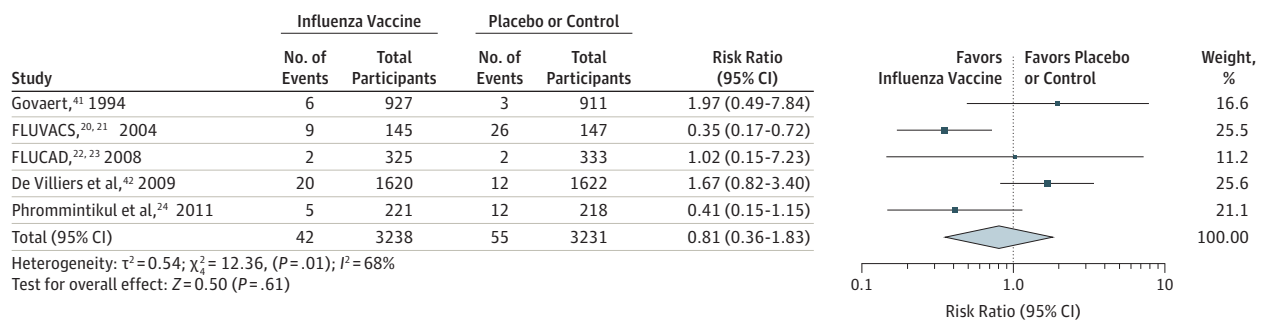 Influenza Vaccine Placebo or Control
Study No. of Events Total Participants No. of Events Total Participants Risk Ratio (95% CI) Favors Influenza Vaccine Favors Placebo or Control Weight, %
Govaert,41 1994 6 927 3 911 1.97 (0.49-7.84) 16.6
FLUVACS,20, 21 2004 9 145 26 147 0.35 (0.17-0.72) 25.5
FLUCAD,22, 23 2008 2 325 2 333 1.02 (0.15-7.23) 11.2
De Villiers et al,42 2009 20 1620 12 1622 1.67 (0.82-3.40) 25.6
Phrommintikul et al,24 2011 5 221 12 218 0.41 (0.15-1.15) 21.1
Total (95% CI) 42 3238 55 3231 0.81 (0.36-1.83) 100.00
Heterogeneity: τ2 = 0.54; χ24 = 12.36, (P = .01); I2 = 68%
Test for overall effect: Z = 0.50 (P = .61)
0.1 1.0 10
Risk Ratio (95% CI)